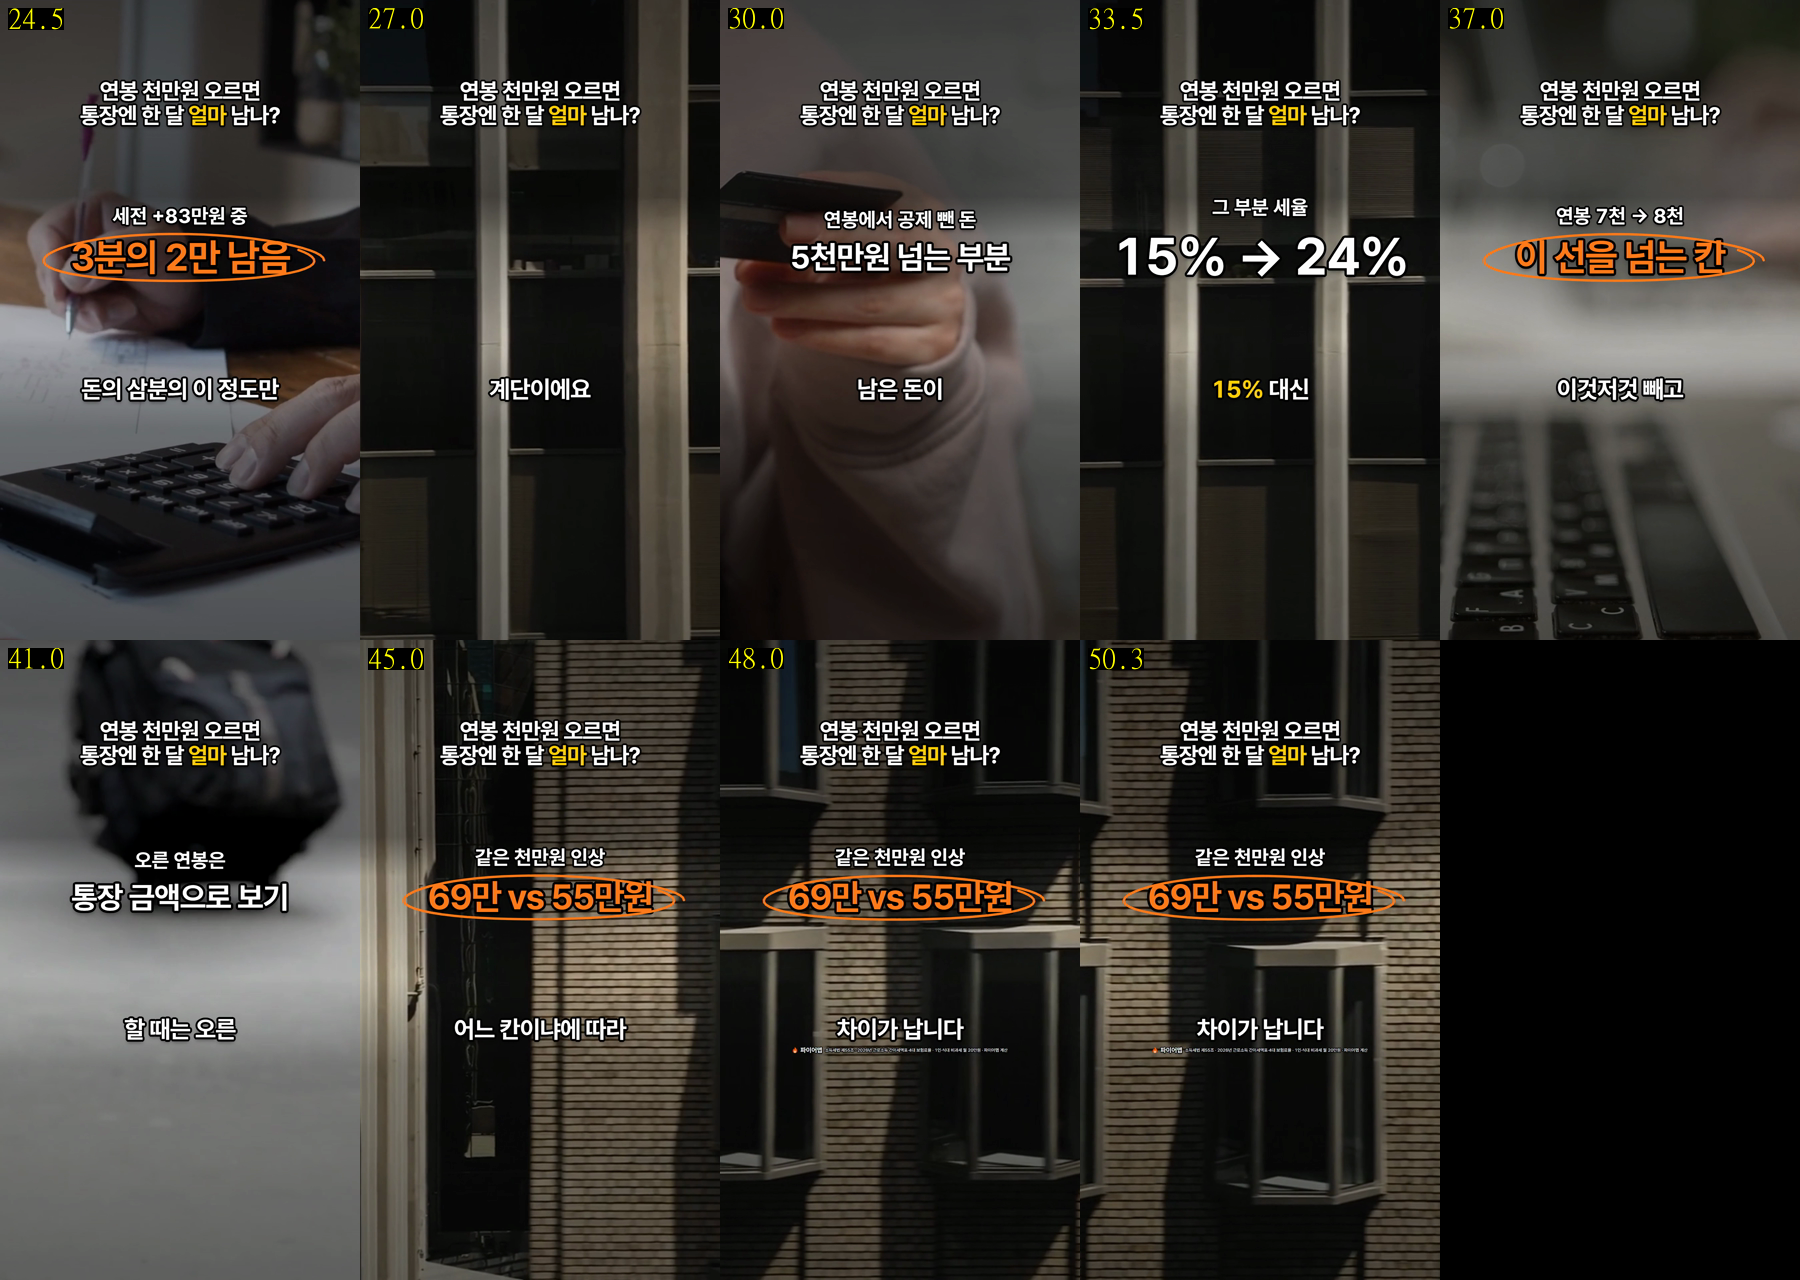 24.5
연봉 천만원 오르면
통장엔 한 달 얼마 남나?
세전 +83만원 중
3분의 2만 남음
돈의 삼분의 이 정도만
27.0
연봉 천만원 오르면
통장엔 한 달 얼마 남나?
계단이에요
30.0
연봉 천만원 오르면
통장엔 한 달 얼마 남나?
연봉에서 공제 뺀 돈
5천만원 넘는 부분
남은 돈이
33.5
연봉 천만원 오르면
통장엔 한 달 얼마 남나?
그 부분 세율
15% → 24%
15% 대신
37.0
연봉 천만원 오르면
통장엔 한 달 얼마 남나?
연봉 7천 → 8천
이 선을 넘는 칸
이것저것 빼고
41.0
연봉 천만원 오르면
통장엔 한 달 얼마 남나?
오른 연봉은
통장 금액으로 보기
할 때는 오른
45.0
연봉 천만원 오르면
통장엔 한 달 얼마 남나?
같은 천만원 인상
69만 vs 55만원
어느 칸이냐에 따라
48.0
연봉 천만원 오르면
통장엔 한 달 얼마 남나?
같은 천만원 인상
69만 vs 55만원
차이가 납니다
파이어맵
50.3
연봉 천만원 오르면
통장엔 한 달 얼마 남나?
같은 천만원 인상
69만 vs 55만원
차이가 납니다
파이어맵